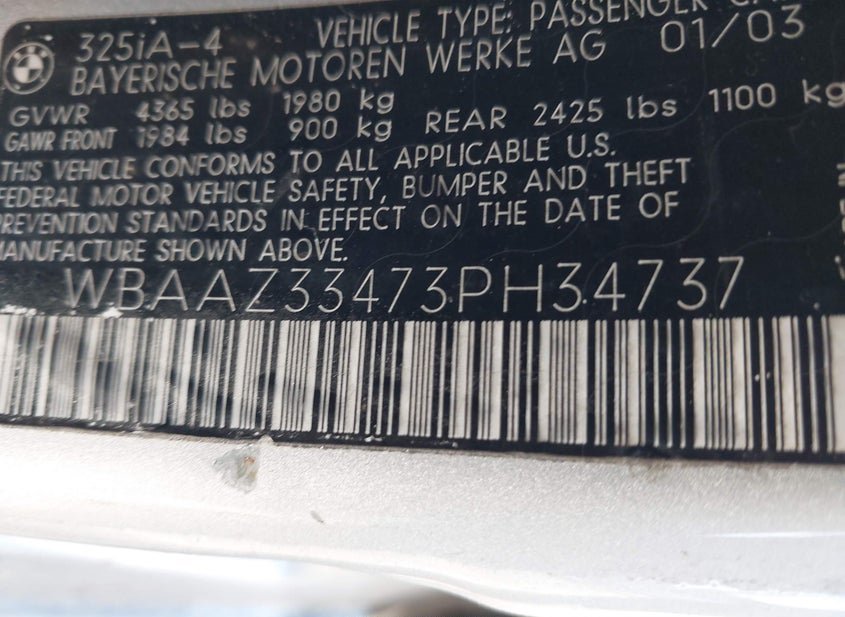 325iA-4 VEHICLE TYPE: PASSENGER
BAYERISCHE MOTOREN WERKE AG 01/03
GVWR 4365 lbs 1980 kg
GAWR FRONT 1984 lbs 900 kg REAR 2425 lbs 1100 kg
THIS VEHICLE CONFORMS TO ALL APPLICABLE U.S.
FEDERAL MOTOR VEHICLE SAFETY, BUMPER AND THEFT
PREVENTION STANDARDS IN EFFECT ON THE DATE OF
MANUFACTURE SHOWN ABOVE.
WBAAZ33473PH34737